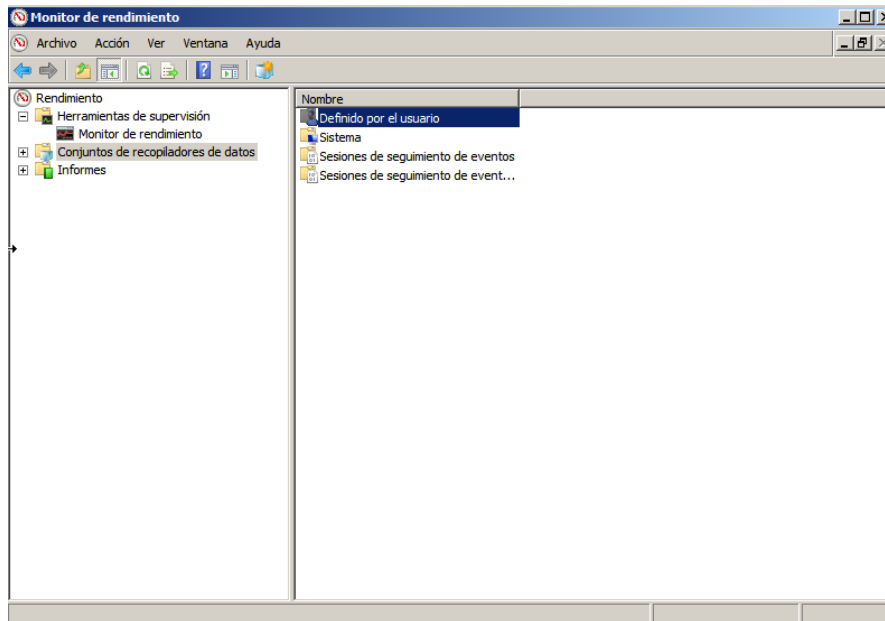 Monitor de rendimiento
Archivo Acción Ver Ventana Ayuda
Rendimiento
Herramientas de supervisión
Monitor de rendimiento
Conjuntos de recopiladores de datos
Informes
Nombre
Definido por el usuario
Sistema
Sesiones de seguimiento de eventos
Sesiones de seguimiento de event...